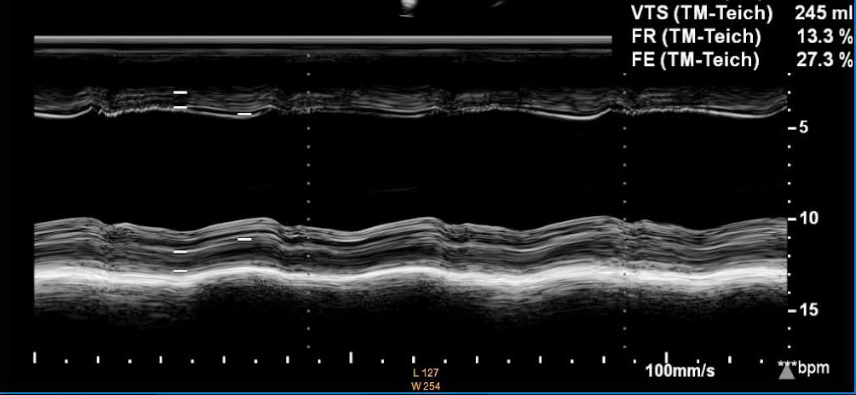 VTS (TM-Teich) 245 ml
FR (TM-Teich) 13.3 %
FE (TM-Teich) 27.3 %
5
10
15
100mm/s
***bpm
L 127
W 254